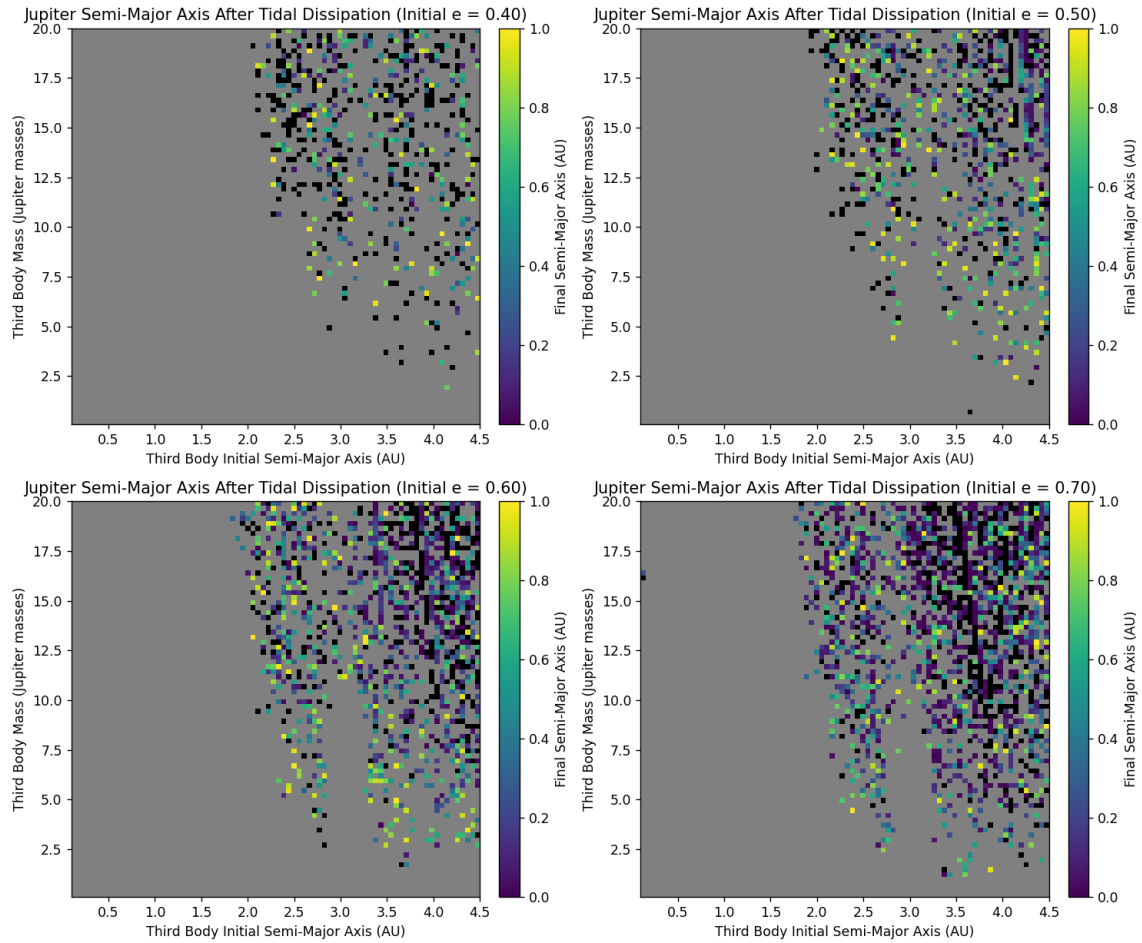 Jupiter Semi-Major Axis After Tidal Dissipation (Initial e = 0.40)
20.0
17.5
15.0
12.5
10.0
7.5
5.0
2.5
Third Body Mass (Jupiter masses)
0.5 1.0 1.5 2.0 2.5 3.0 3.5 4.0 4.5
Third Body Initial Semi-Major Axis (AU)
1.0
0.8
0.6
0.4
0.2
0.0
Final Semi-Major Axis (AU)
Jupiter Semi-Major Axis After Tidal Dissipation (Initial e = 0.50)
20.0
17.5
15.0
12.5
10.0
7.5
5.0
2.5
Third Body Mass (Jupiter masses)
0.5 1.0 1.5 2.0 2.5 3.0 3.5 4.0 4.5
Third Body Initial Semi-Major Axis (AU)
1.0
0.8
0.6
0.4
0.2
0.0
Final Semi-Major Axis (AU)
Jupiter Semi-Major Axis After Tidal Dissipation (Initial e = 0.60)
20.0
17.5
15.0
12.5
10.0
7.5
5.0
2.5
Third Body Mass (Jupiter masses)
0.5 1.0 1.5 2.0 2.5 3.0 3.5 4.0 4.5
Third Body Initial Semi-Major Axis (AU)
1.0
0.8
0.6
0.4
0.2
0.0
Final Semi-Major Axis (AU)
Jupiter Semi-Major Axis After Tidal Dissipation (Initial e = 0.70)
20.0
17.5
15.0
12.5
10.0
7.5
5.0
2.5
Third Body Mass (Jupiter masses)
0.5 1.0 1.5 2.0 2.5 3.0 3.5 4.0 4.5
Third Body Initial Semi-Major Axis (AU)
1.0
0.8
0.6
0.4
0.2
0.0
Final Semi-Major Axis (AU)